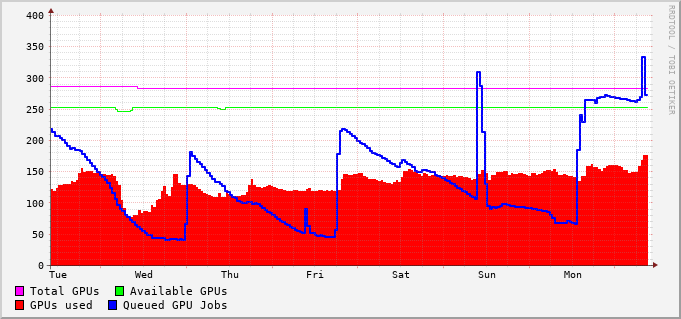 RRDTOOL / TOBI OETIKER
400
350
300
250
200
150
100
50
0
Tue Wed Thu Fri Sat Sun Mon
Total GPUs Available GPUs
GPUs used Queued GPU Jobs